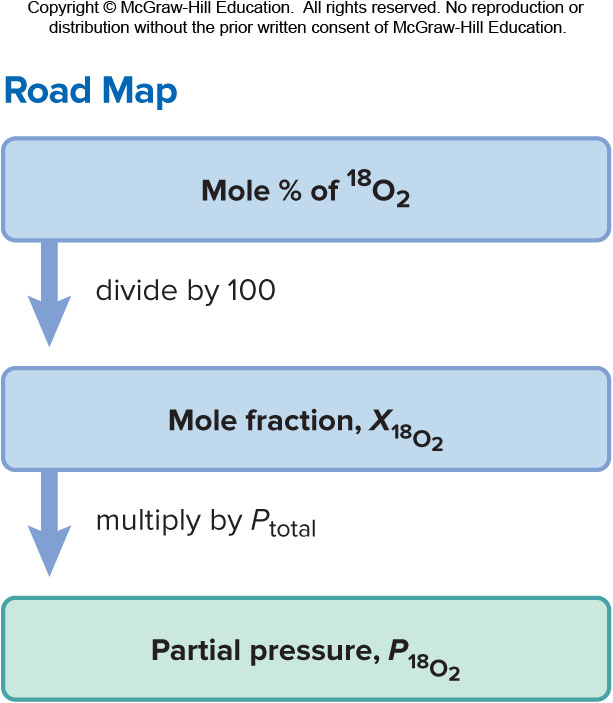 Copyright © McGraw-Hill Education.  All rights reserved. No reproduction or
distribution without the prior written consent of McGraw-Hill Education.
Road Map
Mole % of ¹⁸O₂
divide by 100
Mole fraction, X₁₈O₂
multiply by Ptotal
Partial pressure, P₁₈O₂